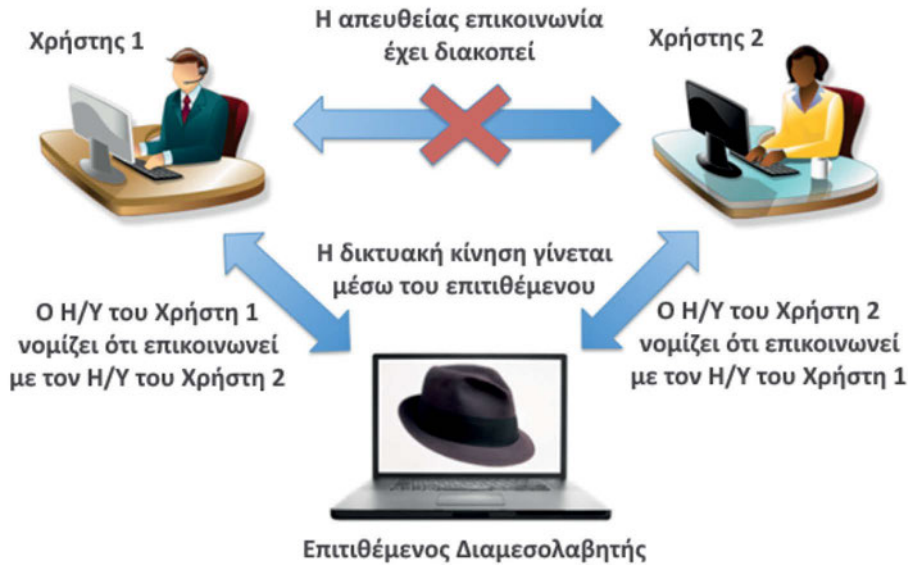 Χρήστης 1
Η απευθείας επικοινωνία
έχει διακοπεί
Χρήστης 2
Η δικτυακή κίνηση γίνεται
μέσω του επιτιθέμενου
Ο Η/Υ του Χρήστη 1
νομίζει ότι επικοινωνεί
με τον Η/Υ του Χρήστη 2
Ο Η/Υ του Χρήστη 2
νομίζει ότι επικοινωνεί
με τον Η/Υ του Χρήστη 1
Επιτιθέμενος Διαμεσολαβητής